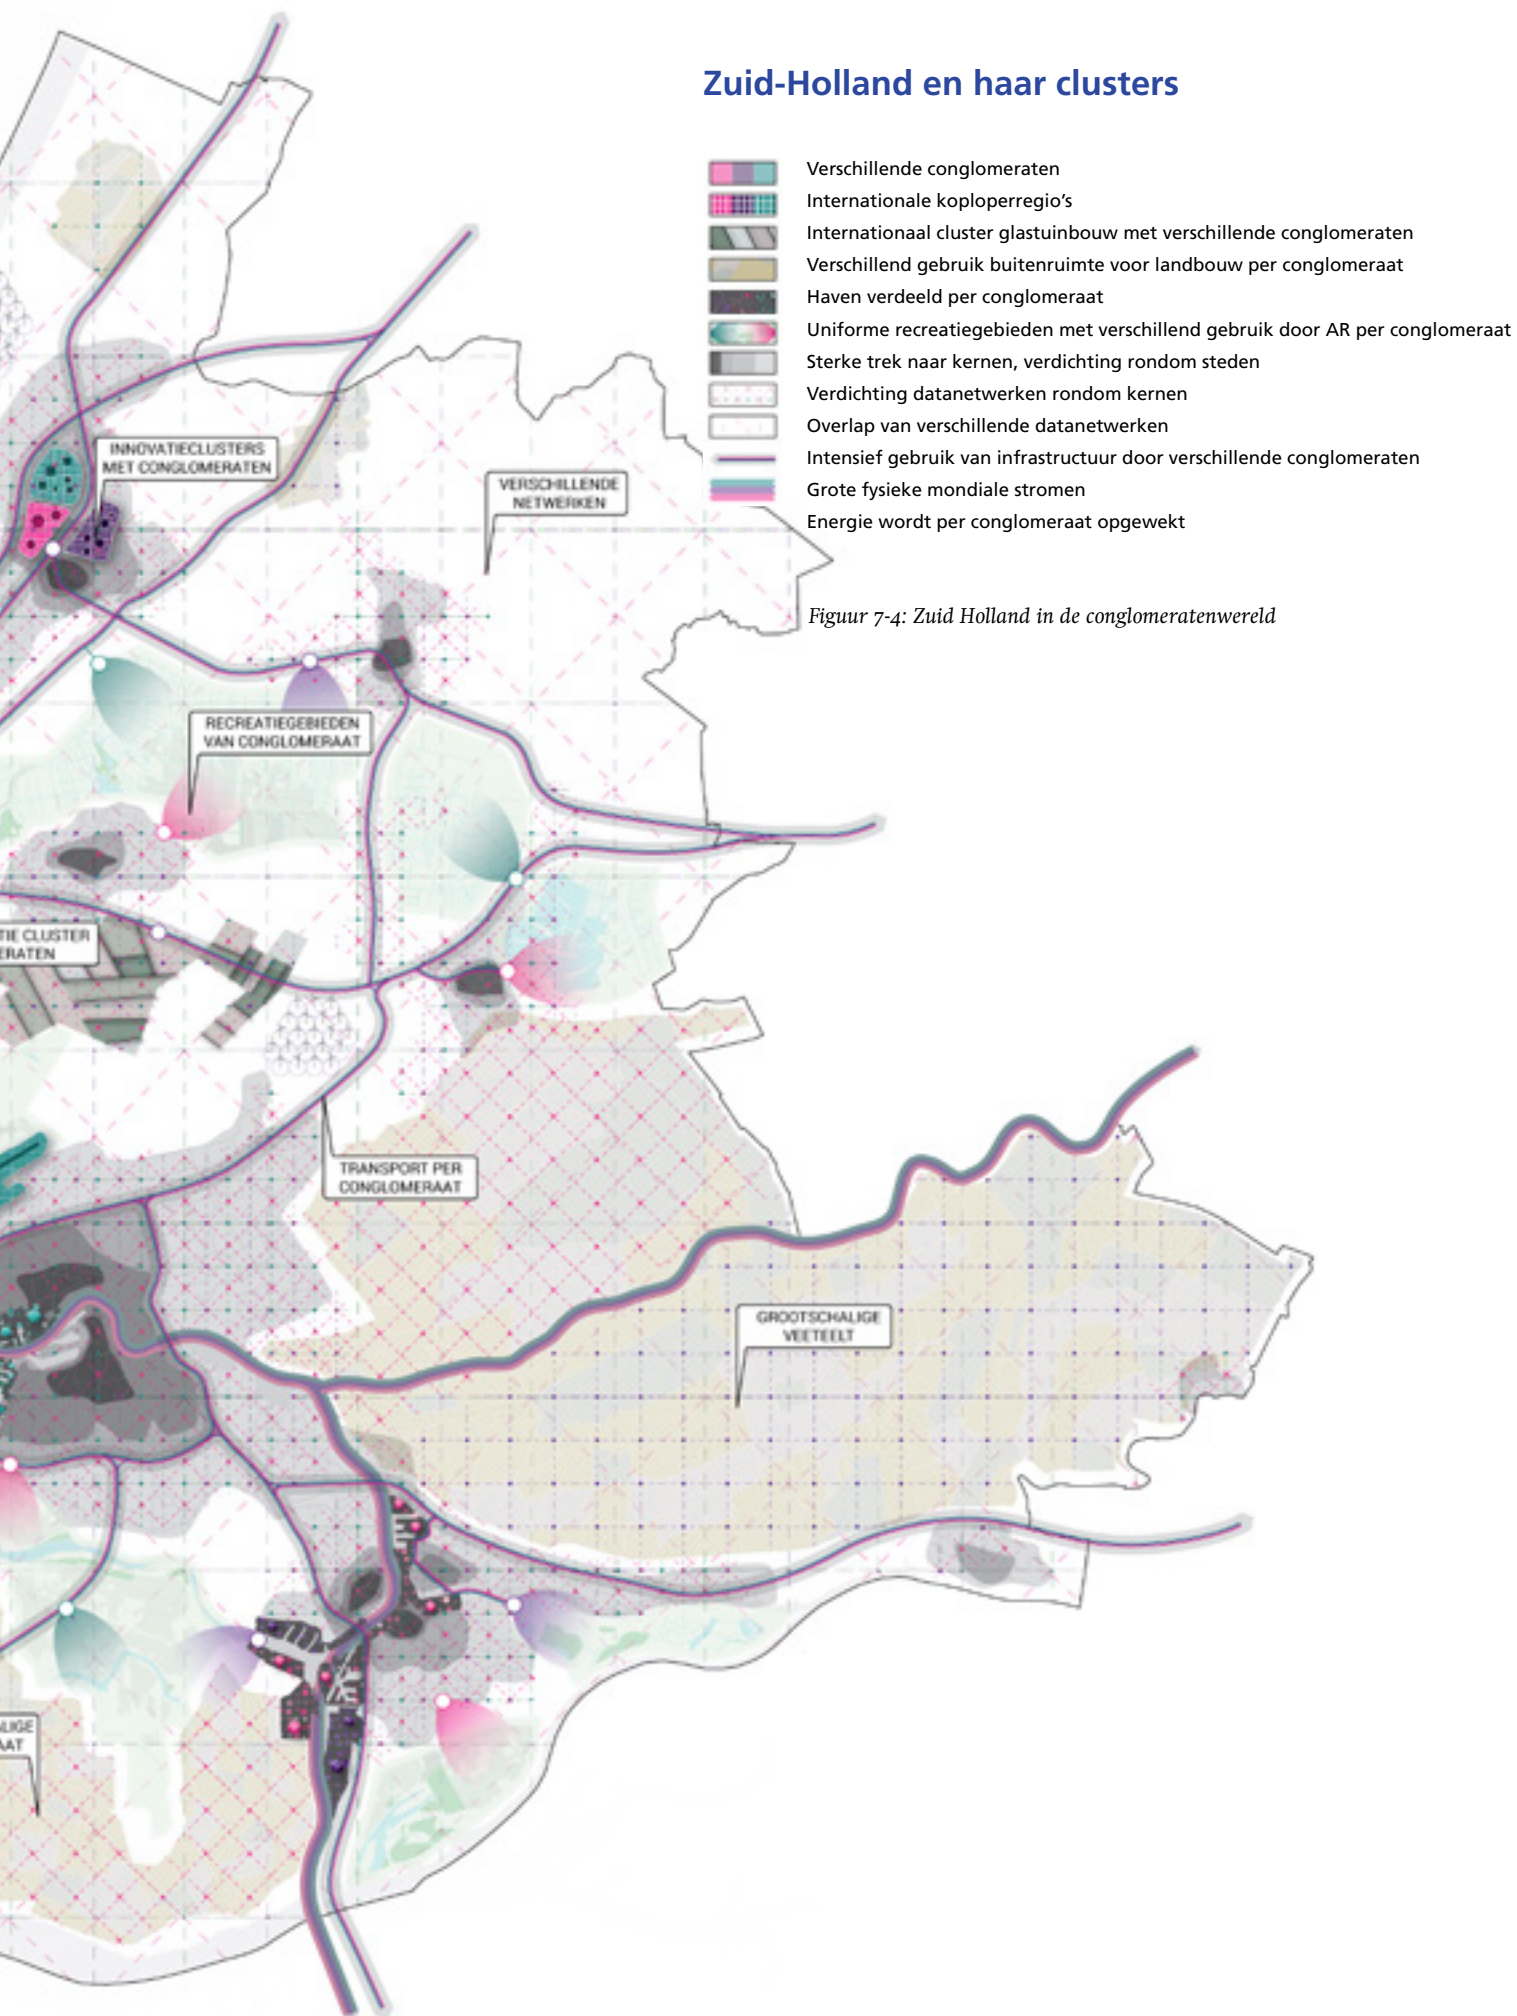 Zuid-Holland en haar clusters
Verschillende conglomeraten
Internationale koploperregio's
Internationaal cluster glastuinbouw met verschillende conglomeraten
Verschillend gebruik buitenruimte voor landbouw per conglomeraat
Haven verdeeld per conglomeraat
Uniforme recreatiegebieden met verschillend gebruik door AR per conglomeraat
Sterke trek naar kernen, verdichting rondom steden
Verdichting datanetwerken rondom kernen
Overlap van verschillende datanetwerken
Intensief gebruik van infrastructuur door verschillende conglomeraten
Grote fysieke mondiale stromen
Energie wordt per conglomeraat opgewekt
Figuur 7-4: Zuid Holland in de conglomeratenwereld
INNOVATIECLUSTERS
MET CONGLOMERATEN
VERSCHILLENDE
NETWERKEN
RECREATIEGEBIEDEN
VAN CONGLOMERAAT
TIE CLUSTER
ERATEN
TRANSPORT PER
CONGLOMERAAT
GROOTSCHALIGE
VEETEELT
LIGE
AAT